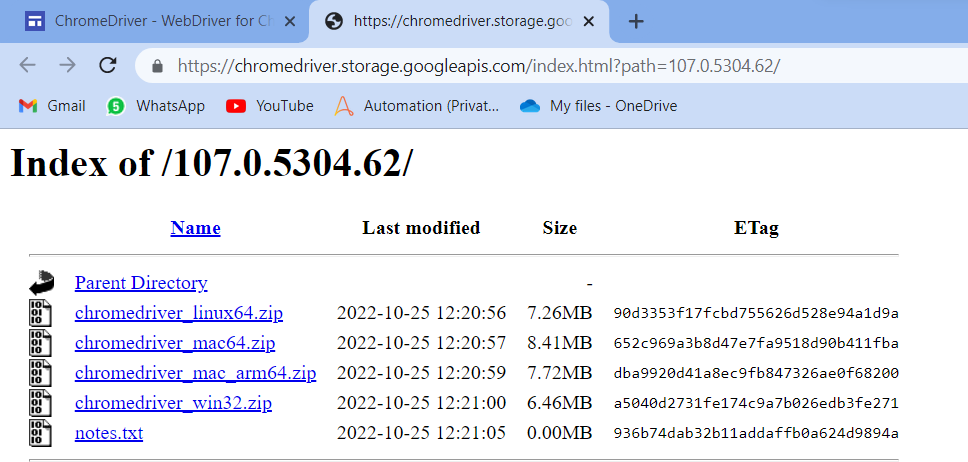 ChromeDriver - WebDriver for Ch
https://chromedriver.storage.goo
https://chromedriver.storage.googleapis.com/index.html?path=107.0.5304.62/
Gmail 5 WhatsApp YouTube Automation (Privat... My files - OneDrive
Index of /107.0.5304.62/
Name Last modified Size ETag
Parent Directory -
chromedriver_linux64.zip 2022-10-25 12:20:56 7.26MB 90d3353f17fcbd755626d528e94a1d9a
chromedriver_mac64.zip 2022-10-25 12:20:57 8.41MB 652c969a3b8d47e7fa9518d90b411fba
chromedriver_mac_arm64.zip 2022-10-25 12:20:59 7.72MB dba9920d41a8ec9fb847326ae0f68200
chromedriver_win32.zip 2022-10-25 12:21:00 6.46MB a5040d2731fe174c9a7b026edb3fe271
notes.txt 2022-10-25 12:21:05 0.00MB 936b74dab32b11addaffb0a624d9894a